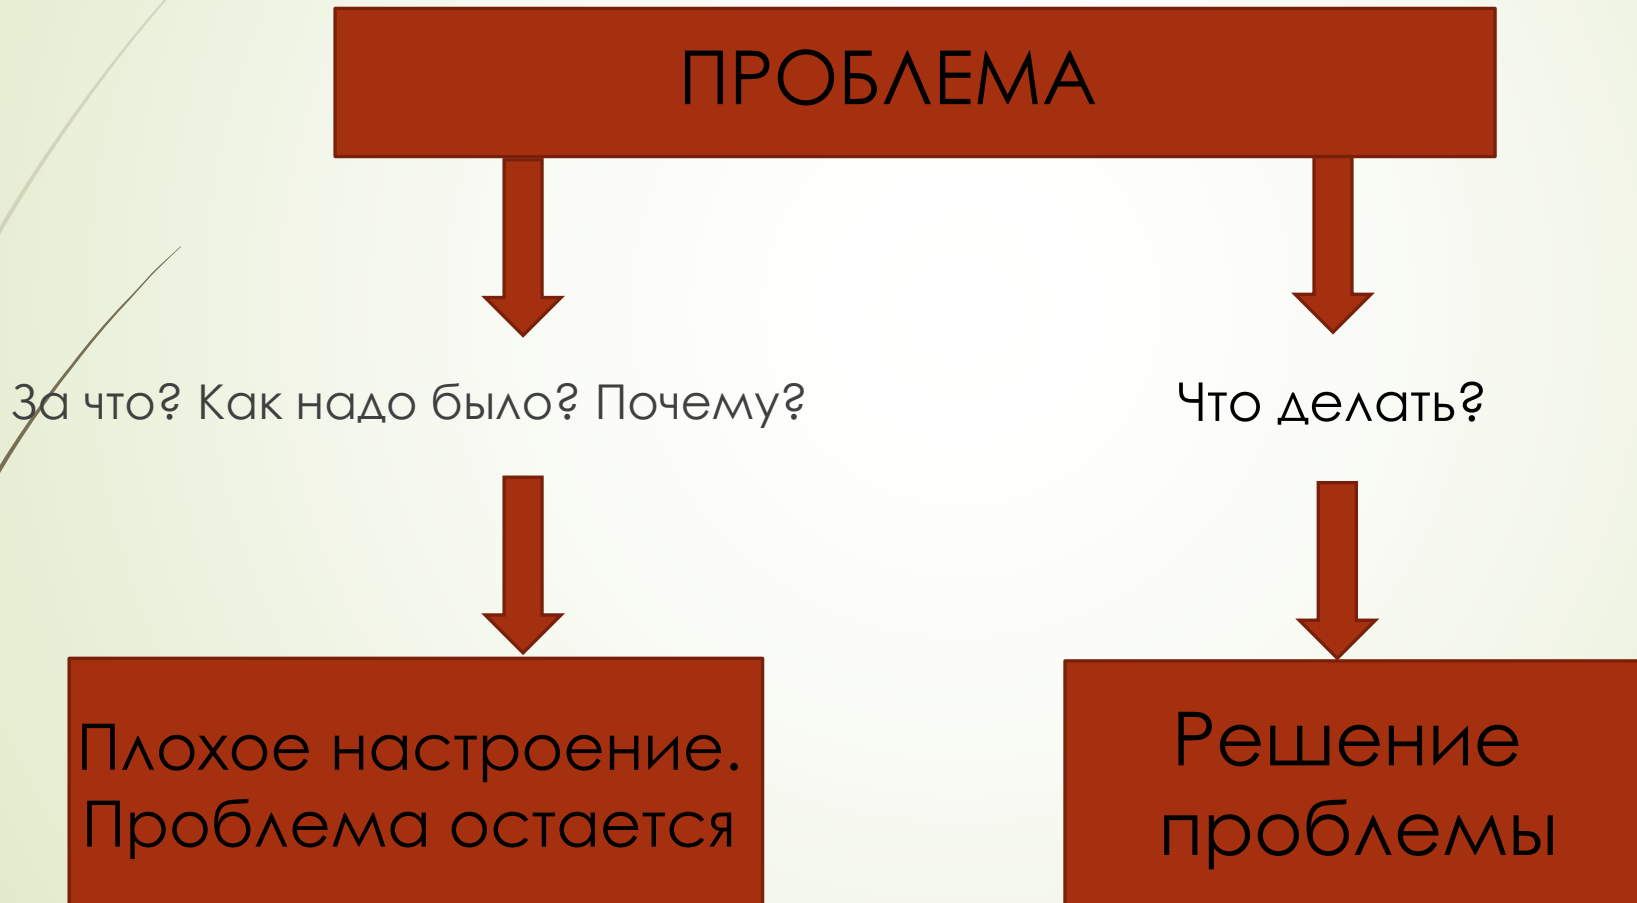 ПРОБЛЕМА
За что? Как надо было? Почему?
Что делать?
Плохое настроение.
Проблема остается
Решение
проблемы